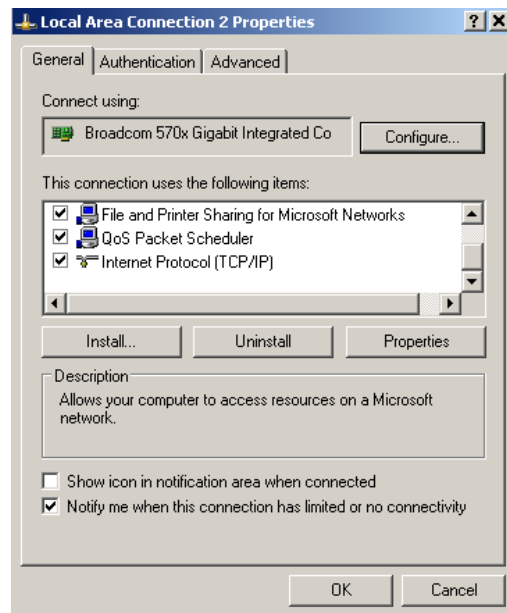 Local Area Connection 2 Properties
General Authentication Advanced
Connect using:
Broadcom 570x Gigabit Integrated Co Configure...
This connection uses the following items:
File and Printer Sharing for Microsoft Networks
QoS Packet Scheduler
Internet Protocol (TCP/IP)
Install... Uninstall Properties
Description
Allows your computer to access resources on a Microsoft
network.
Show icon in notification area when connected
Notify me when this connection has limited or no connectivity
OK Cancel